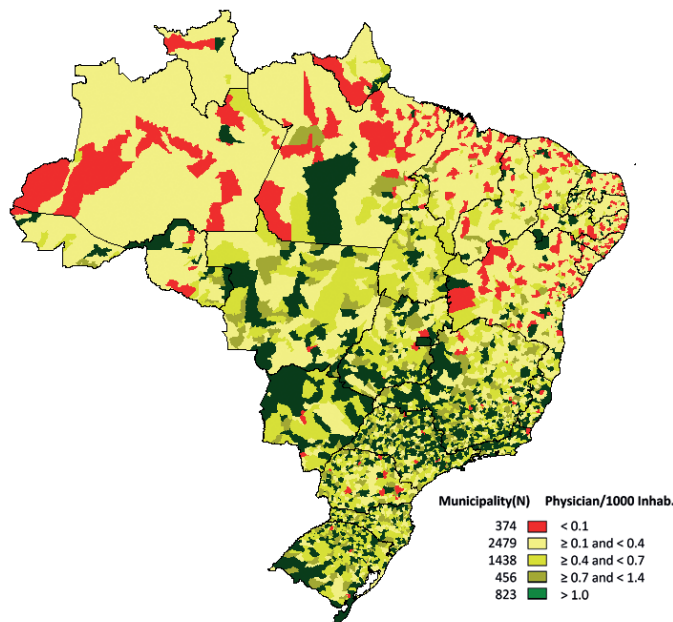 Municipality(N) Physician/1000 Inhab.
374 < 0.1
2479 ≥ 0.1 and < 0.4
1438 ≥ 0.4 and < 0.7
456 ≥ 0.7 and < 1.4
823 > 1.0